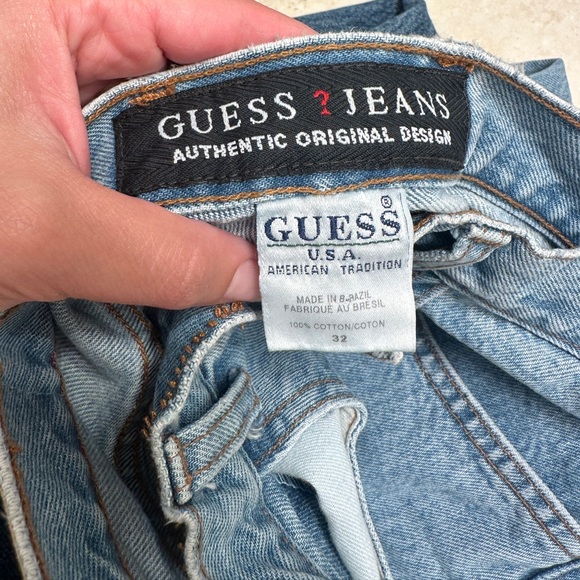 GUESS ? JEANS
AUTHENTIC ORIGINAL DESIGN
GUESS®
U.S.A.
AMERICAN TRADITION
MADE IN BRAZIL
FABRIQUE AU BRESIL
100% COTTON/COTON
32